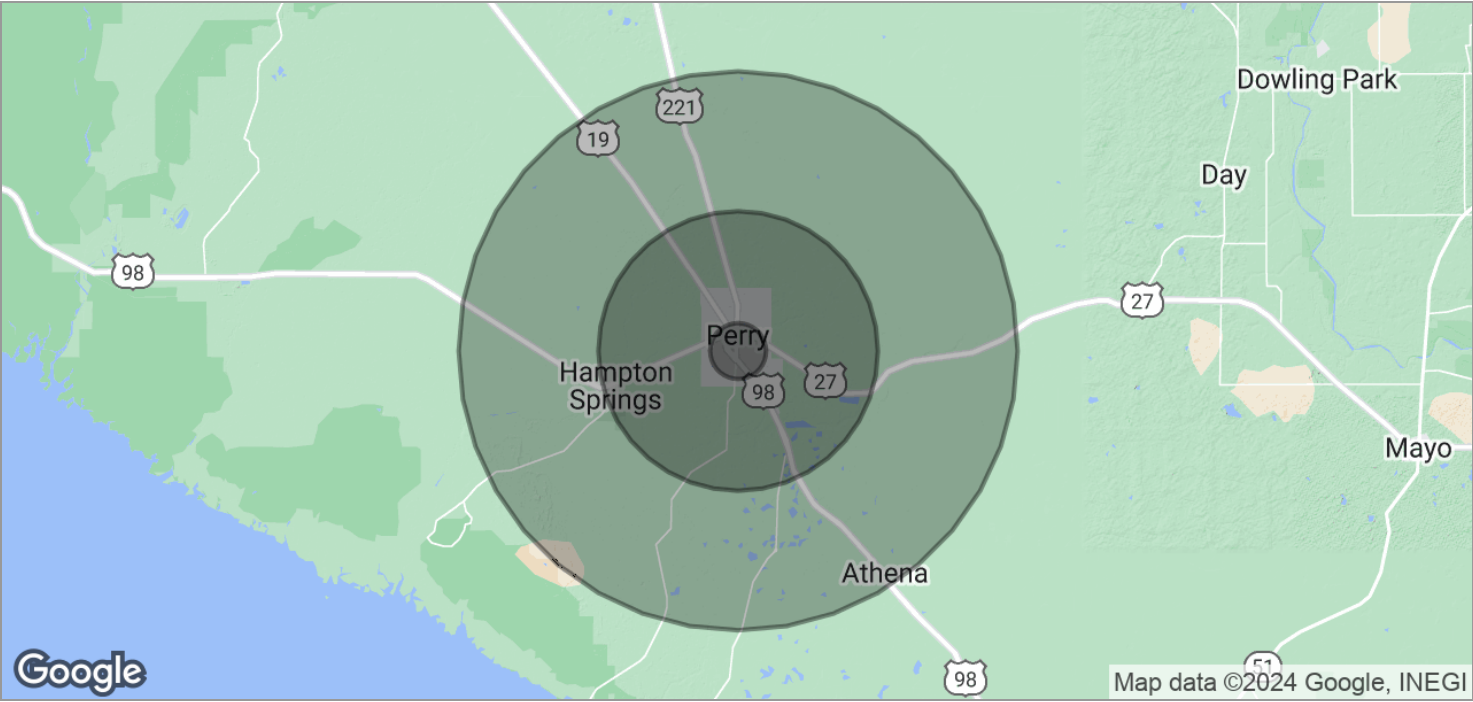 Dowling Park
221
19
Day
98
27
Perry
Hampton
Springs
27
98
Mayo
Athena
51
98
Google
Map data ©2024 Google, INEGI